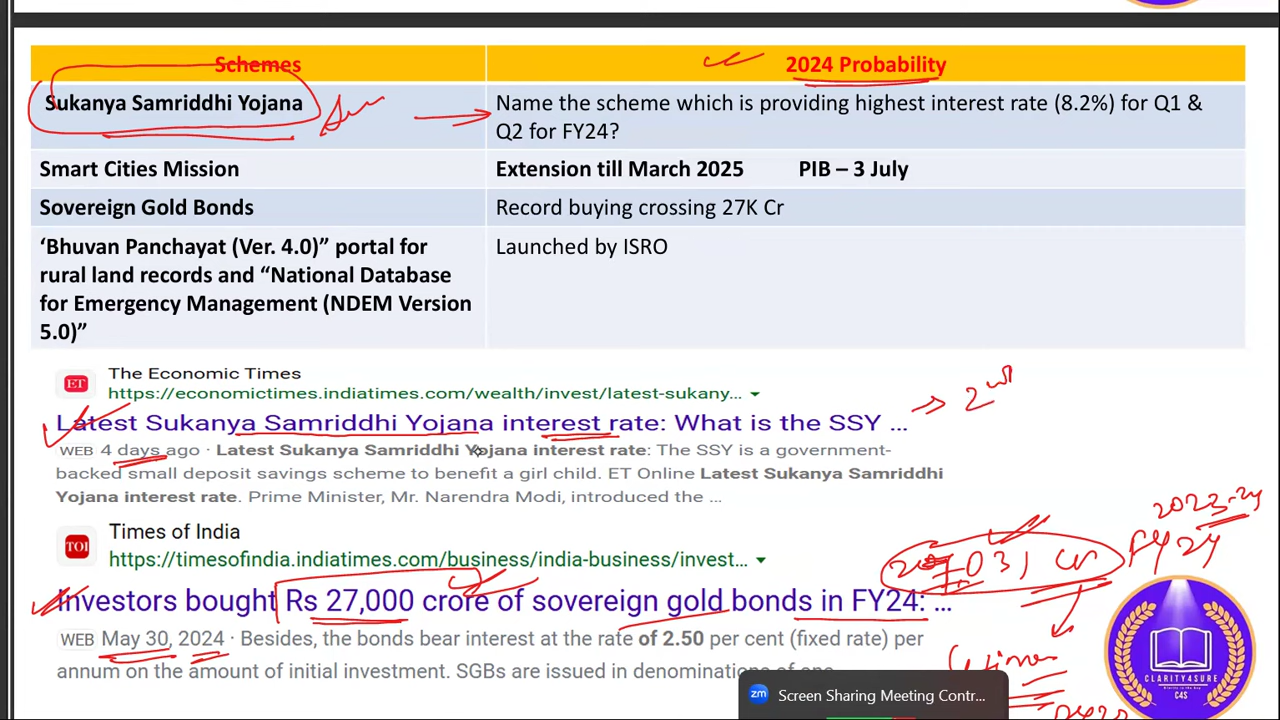 Schemes
2024 Probability
Sukanya Samriddhi Yojana
Name the scheme which is providing highest interest rate (8.2%) for Q1 &
Q2 for FY24?
Smart Cities Mission
Extension till March 2025 PIB – 3 July
Sovereign Gold Bonds
Record buying crossing 27K Cr
‘Bhuvan Panchayat (Ver. 4.0)” portal for
rural land records and “National Database
for Emergency Management (NDEM Version
5.0)”
Launched by ISRO
The Economic Times
ET
https://economictimes.indiatimes.com/wealth/invest/latest-sukany...
Latest Sukanya Samriddhi Yojana interest rate: What is the SSY ...
WEB 4 days ago · Latest Sukanya Samriddhi Yojana interest rate: The SSY is a government-
backed small deposit savings scheme to benefit a girl child. ET Online Latest Sukanya Samriddhi
Yojana interest rate. Prime Minister, Mr. Narendra Modi, introduced the ...
Times of India
TOI
https://timesofindia.indiatimes.com/business/india-business/invest...
2023-24
FY24
031 cr
Investors bought Rs 27,000 crore of sovereign gold bonds in FY24: ...
WEB May 30, 2024 · Besides, the bonds bear interest at the rate of 2.50 per cent (fixed rate) per
annum on the amount of initial investment. SGBs are issued in denominations of one
CLARITY4SURE
C4S
zm Screen Sharing Meeting Contr...